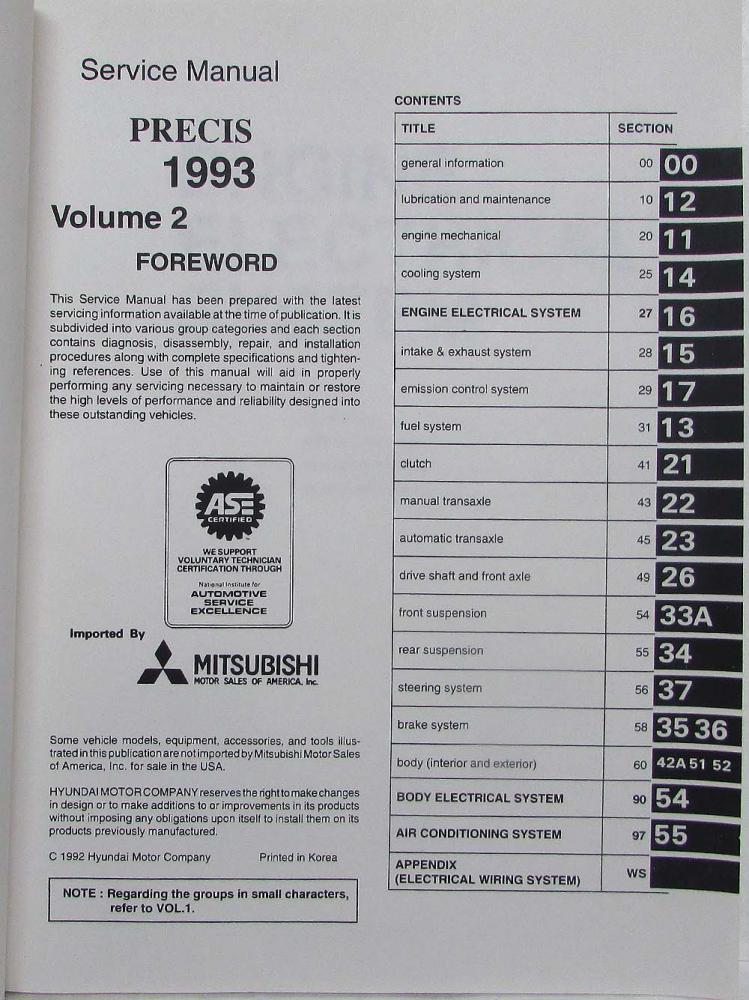 Service Manual
PRECIS
1993
Volume 2
FOREWORD
This Service Manual has been prepared with the latest
servicing information available at the time of publication. It is
subdivided into various group categories and each section
contains diagnosis, disassembly, repair, and installation
procedures along with complete specifications and tighten-
ing references. Use of this manual will aid in properly
performing any servicing necessary to maintain or restore
the high levels of performance and reliability designed into
these outstanding vehicles.
ASE
CERTIFIED
WE SUPPORT
VOLUNTARY TECHNICIAN
CERTIFICATION THROUGH
National Institute for
AUTOMOTIVE
SERVICE
EXCELLENCE
Imported By
MITSUBISHI
MOTOR SALES OF AMERICA, Inc.
Some vehicle models, equipment, accessories, and tools illus-
trated in this publication are not imported by Mitsubishi Motor Sales
of America, Inc. for sale in the USA.
HYUNDAI MOTOR COMPANY reserves the right to make changes
in design or to make additions to or improvements in its products
without imposing any obligations upon itself to install them on its
products previously manufactured.
C 1992 Hyundai Motor Company Printed in Korea
NOTE : Regarding the groups in small characters,
refer to VOL.1.
CONTENTS
TITLE SECTION
general information 00 00
lubrication and maintenance 10 12
engine mechanical 20 11
cooling system 25 14
ENGINE ELECTRICAL SYSTEM 27 16
intake & exhaust system 28 15
emission control system 29 17
fuel system 31 13
clutch 41 21
manual transaxle 43 22
automatic transaxle 45 23
drive shaft and front axle 49 26
front suspension 54 33A
rear suspension 55 34
steering system 56 37
brake system 58 35 36
body (interior and exterior) 60 42A 51 52
BODY ELECTRICAL SYSTEM 90 54
AIR CONDITIONING SYSTEM 97 55
APPENDIX
(ELECTRICAL WIRING SYSTEM) WS